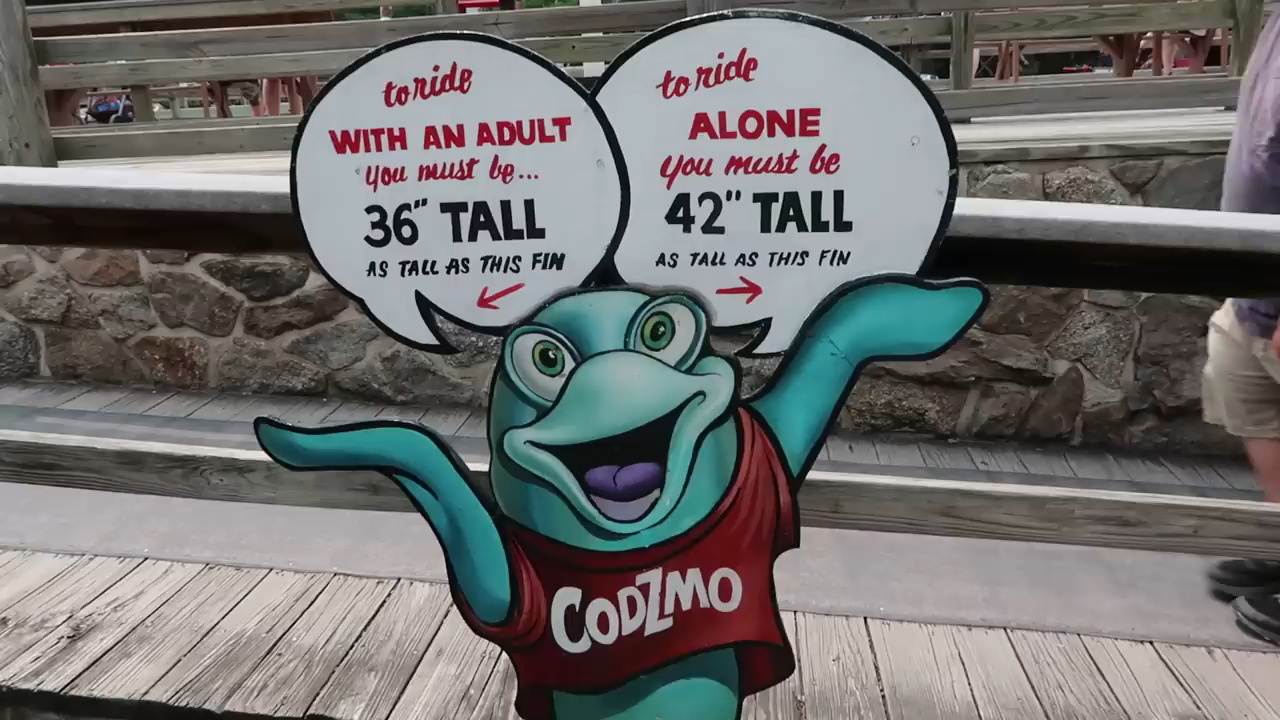 to ride
WITH AN ADULT
you must be...
36" TALL
AS TALL AS THIS FIN
to ride
ALONE
you must be
42" TALL
AS TALL AS THIS FIN
CODZMO